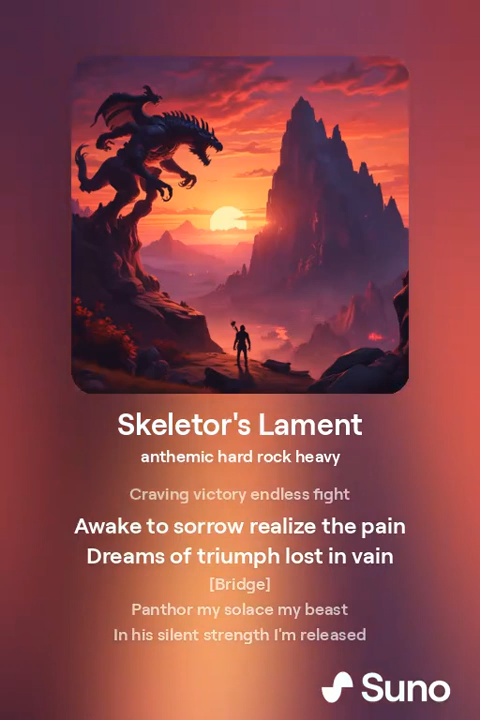 Skeletor's Lament
anthemic hard rock heavy
Craving victory endless fight
Awake to sorrow realize the pain
Dreams of triumph lost in vain
[Bridge]
Panthor my solace my beast
In his silent strength I'm released
Suno